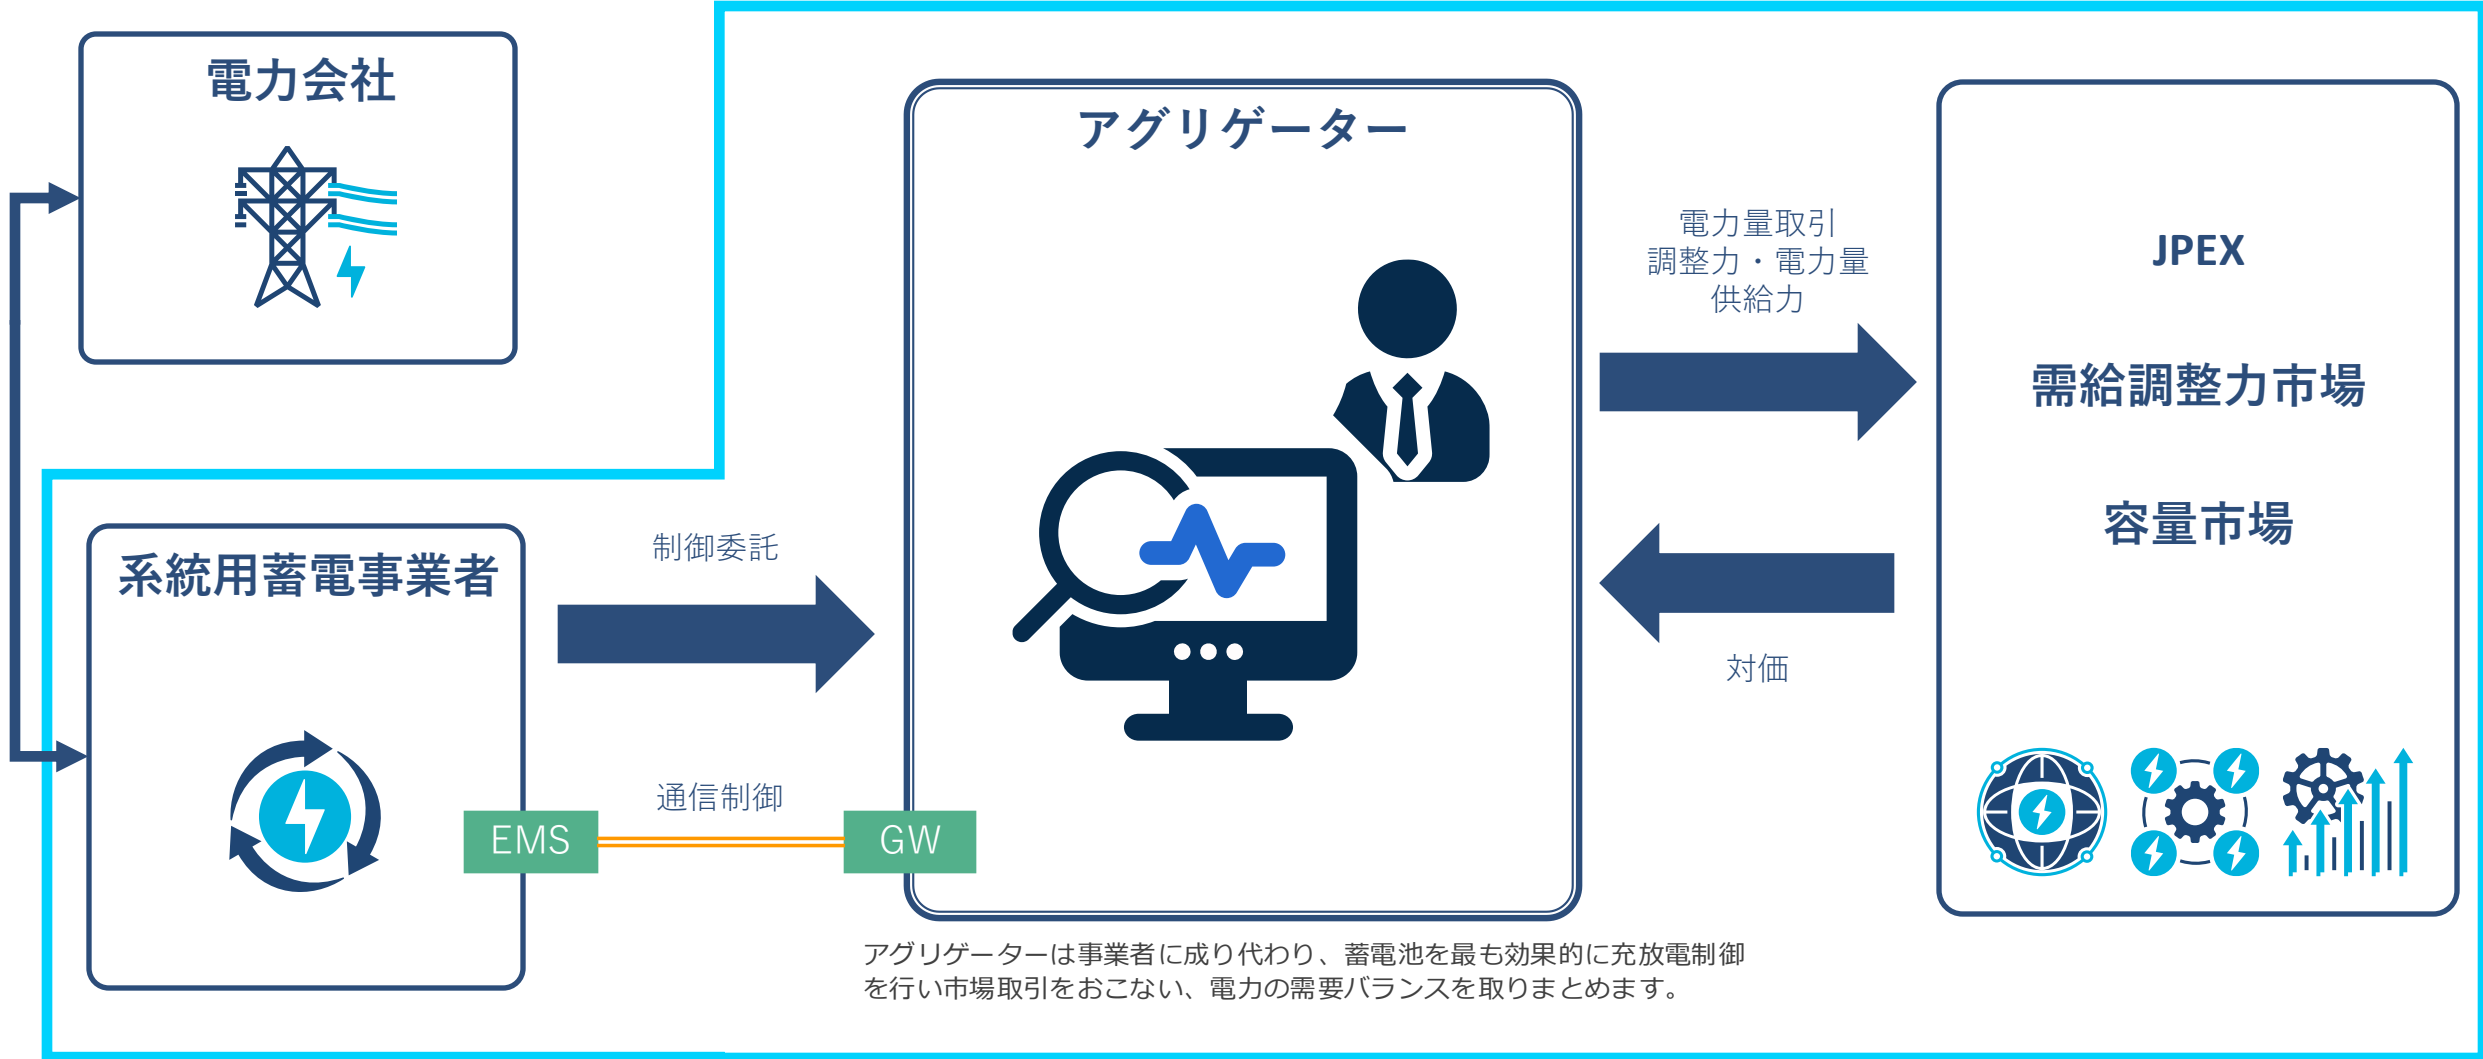 電力会社
アグリゲーター
電力量取引
調整力・電力量
供給力
JPEX
需給調整力市場
容量市場
系統用蓄電事業者
制御委託
対価
通信制御
EMS
GW
アグリゲーターは事業者に成り代わり、蓄電池を最も効果的に充放電制御
を行い市場取引をおこない、電力の需要バランスを取りまとめます。